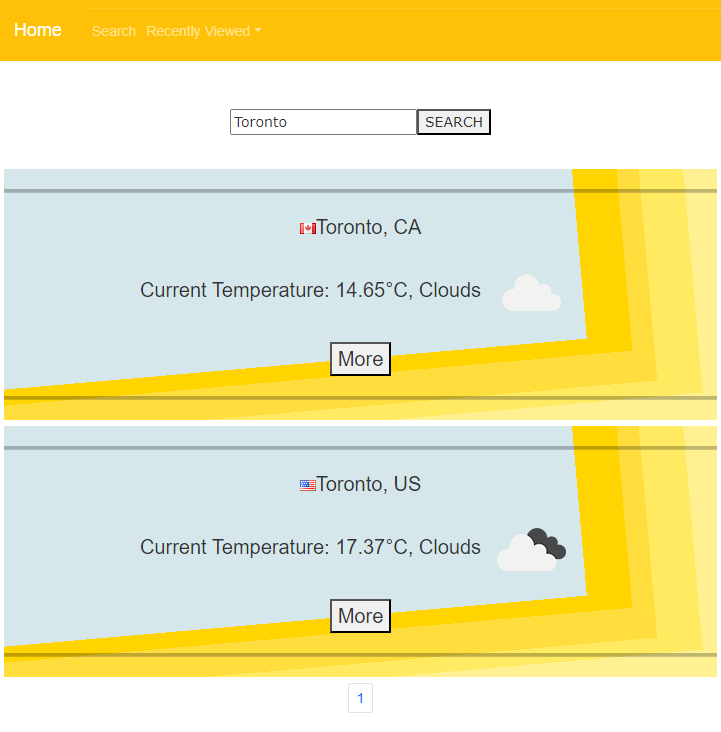 Home Search Recently Viewed
Toronto SEARCH
Toronto, CA
Current Temperature: 14.65°C, Clouds
More
Toronto, US
Current Temperature: 17.37°C, Clouds
More
1